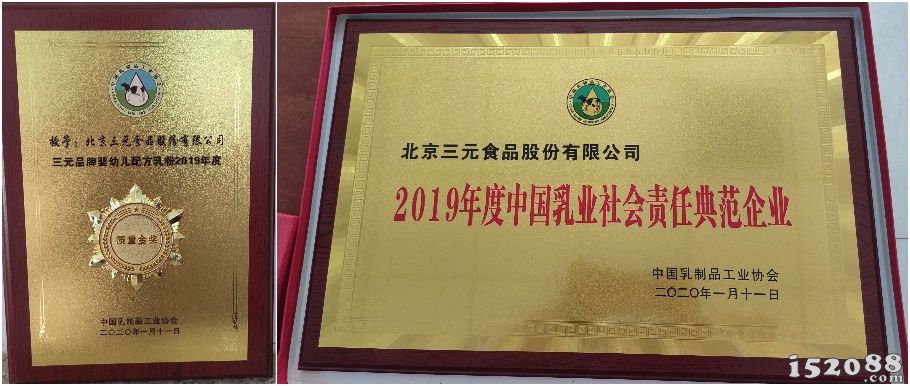 授予：北京三元食品股份有限公司
三元品牌婴幼儿配方乳粉2019年度
质量金奖
中国乳制品工业协会
二〇二〇年一月十一日
北京三元食品股份有限公司
2019年度中国乳业社会责任典范企业
中国乳制品工业协会
二〇二〇年一月十一日
i52088.com